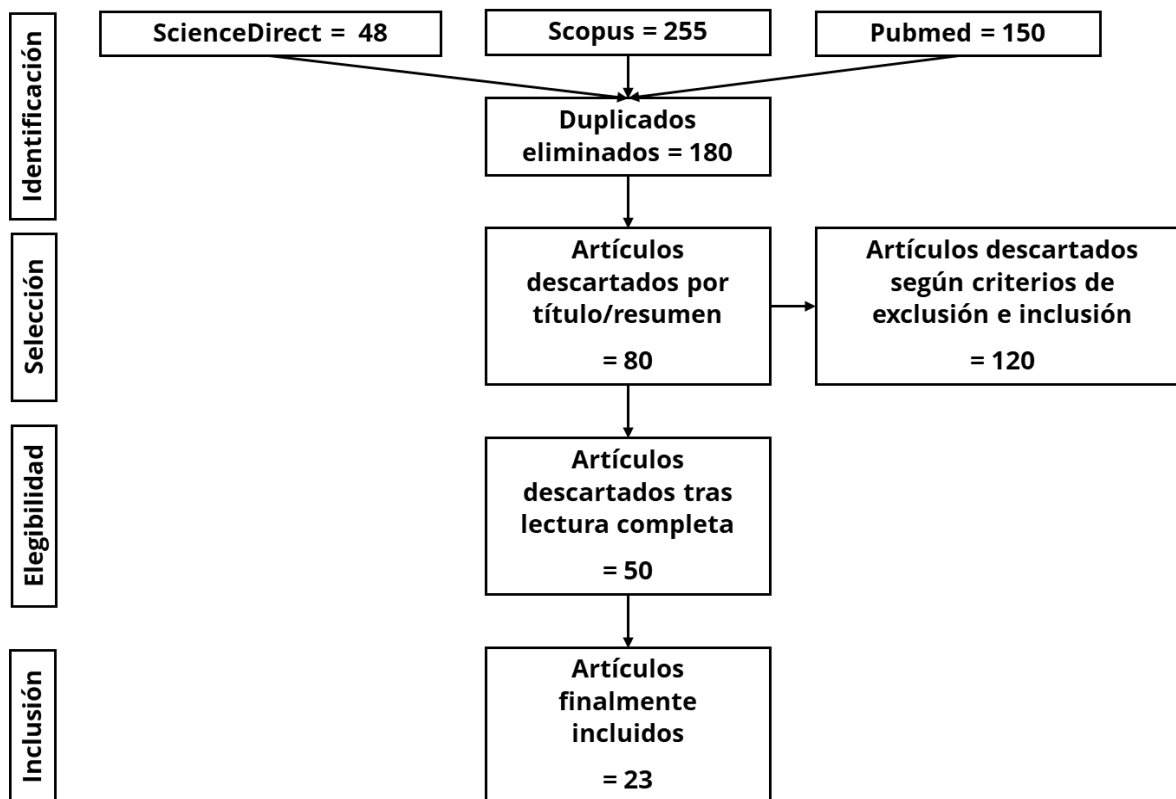 Identificación
ScienceDirect = 48
Scopus = 255
Pubmed = 150
Duplicados
eliminados = 180
Selección
Artículos
descartados por
título/resumen
= 80
Artículos descartados
según criterios de
exclusión e inclusión
= 120
Elegibilidad
Artículos
descartados tras
lectura completa
= 50
Inclusión
Artículos
finalmente
incluidos
= 23